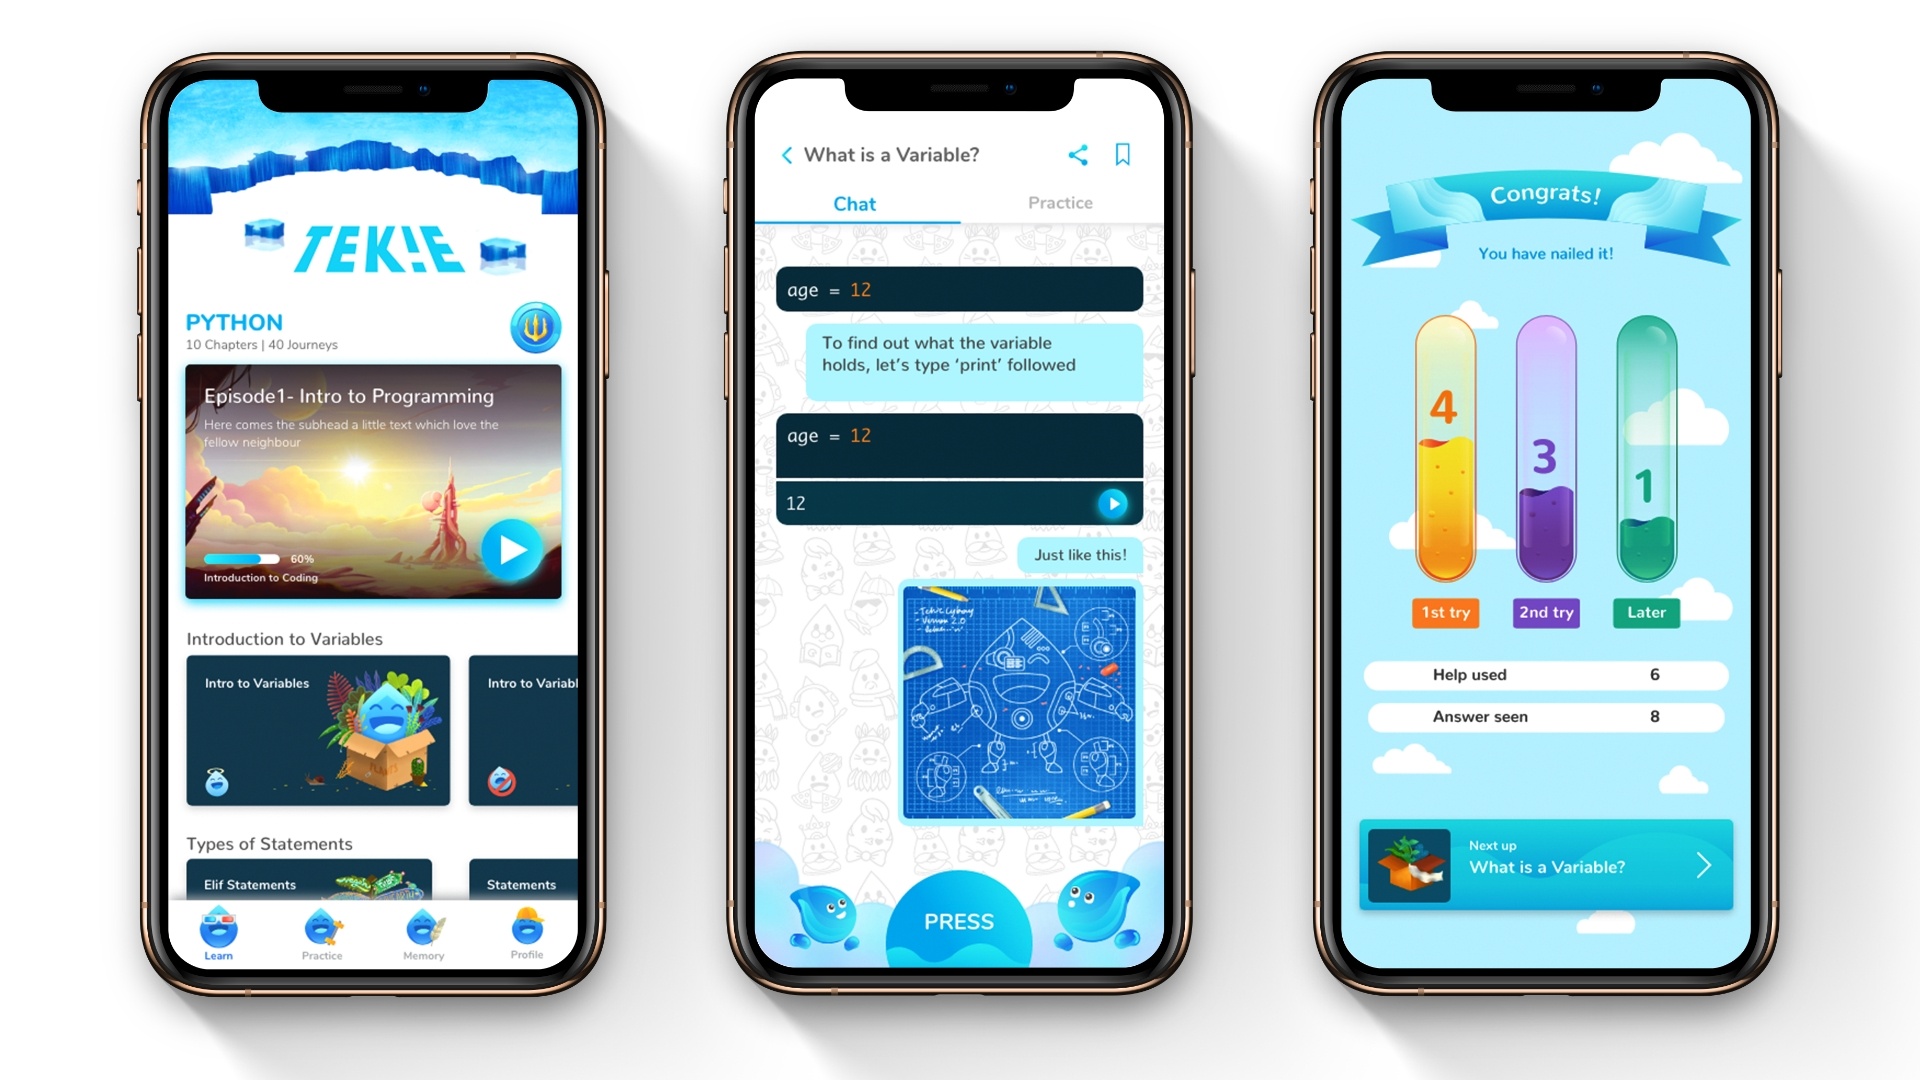 TEK!E
PYTHON
10 Chapters | 40 Journeys
Episode1- Intro to Programming
Here comes the subhead a little text which love the
fellow neighbour
60%
Introduction to Coding
Introduction to Variables
Intro to Variables
Intro to Variabl
Types of Statements
Elif Statements
Statements
Learn
Practice
Memory
Profile
What is a Variable?
Chat
Practice
age = 12
To find out what the variable
holds, let's type ‘print’ followed
age = 12
12
Just like this!
Version 2.0
PRESS
Congrats!
You have nailed it!
4
3
1
1st try
2nd try
Later
Help used 6
Answer seen 8
Next up
What is a Variable?